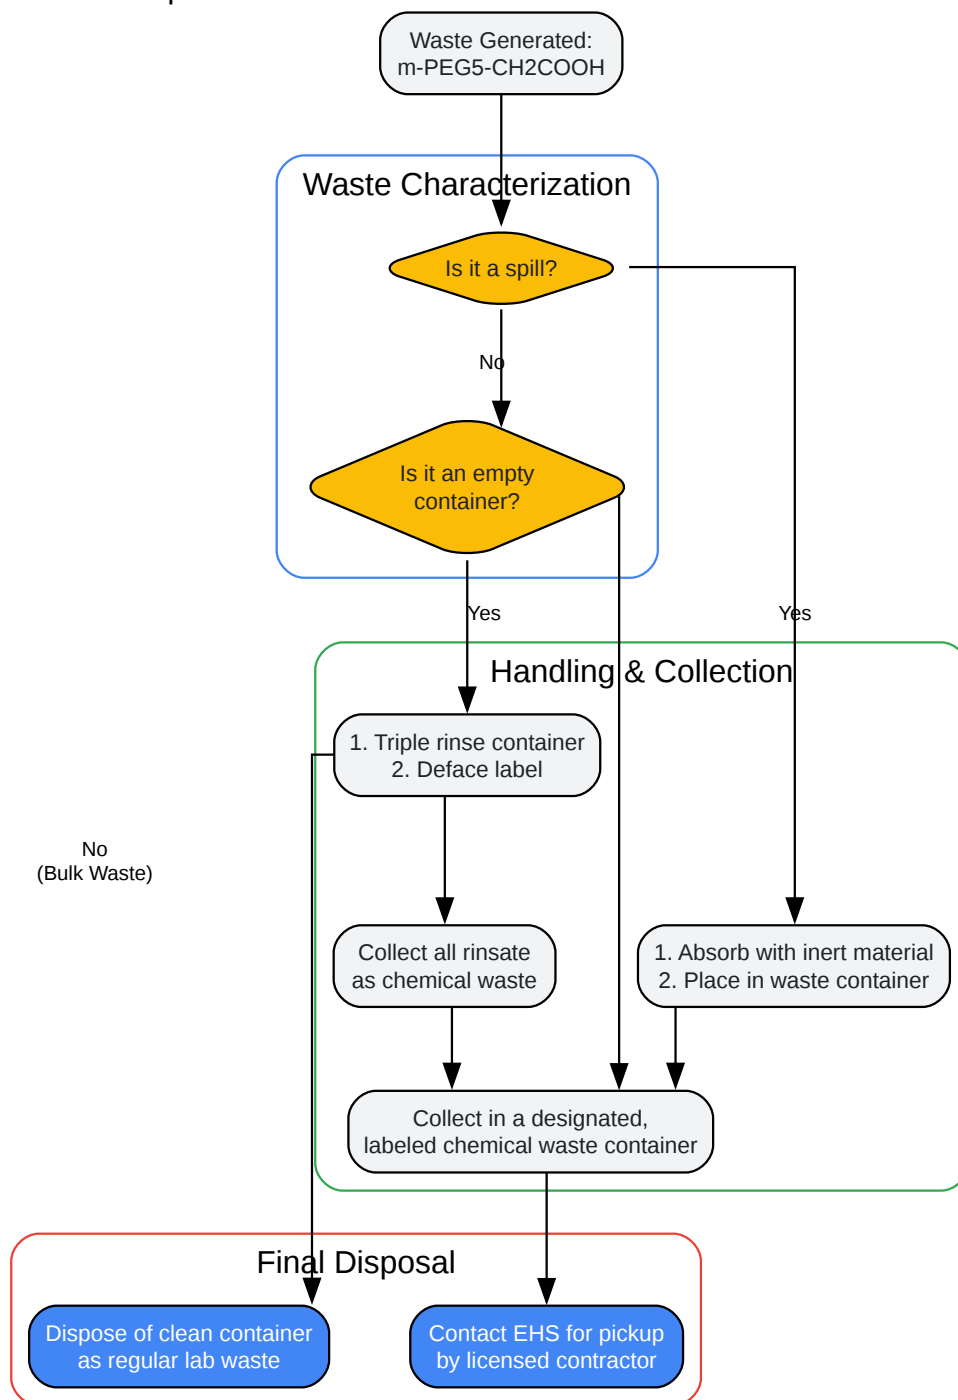 Waste Generated:
m-PEG5-CH2COOH
Waste Characterization
Is it a spill?
No
Is it an empty
container?
Yes
Yes
Handling & Collection
1. Triple rinse container
2. Deface label
No
(Bulk Waste)
Collect all rinsate
as chemical waste
1. Absorb with inert material
2. Place in waste container
Collect in a designated,
labeled chemical waste container
Final Disposal
Dispose of clean container
as regular lab waste
Contact EHS for pickup
by licensed contractor